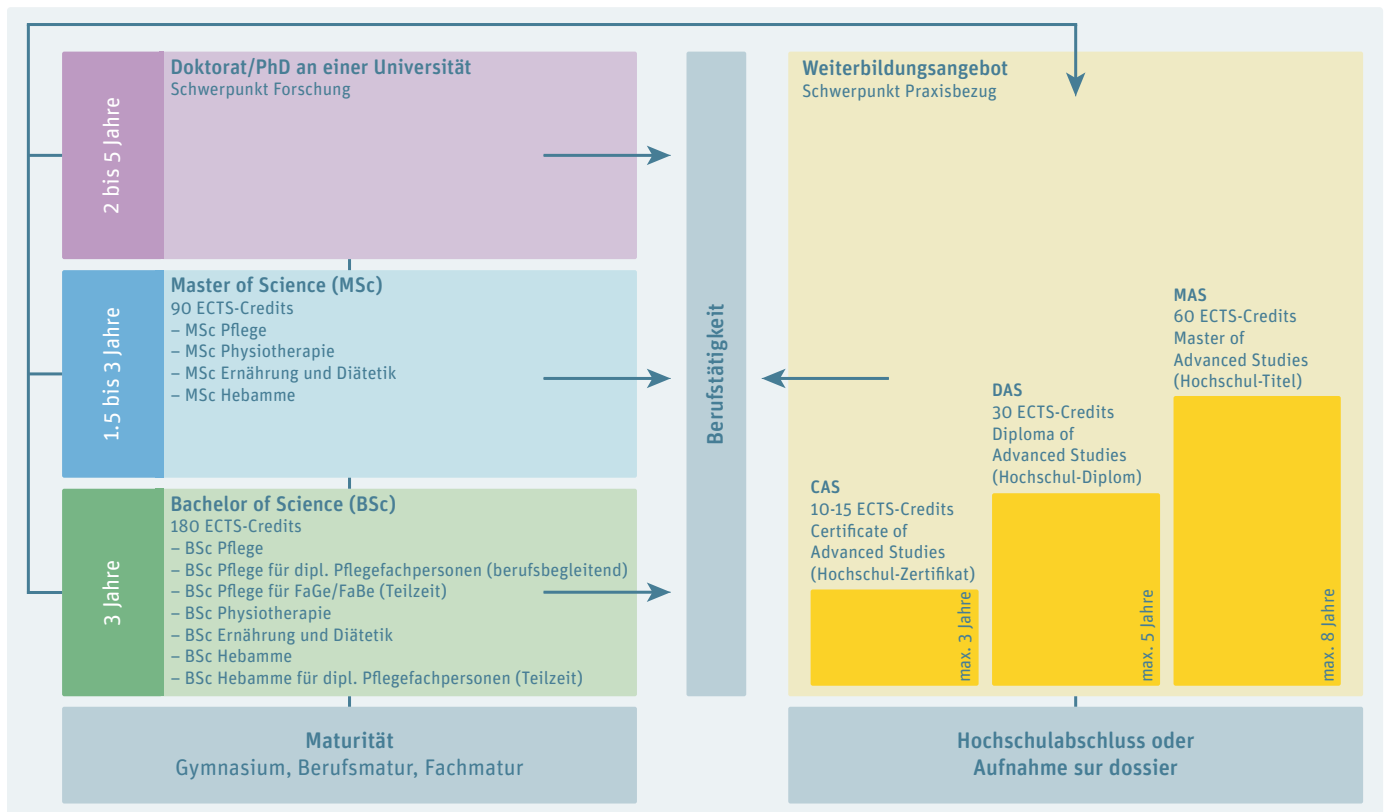 2 bis 5 Jahre
Doktorat/PhD an einer Universität
Schwerpunkt Forschung
1.5 bis 3 Jahre
Master of Science (MSc)
90 ECTS-Credits
– MSc Pflege
– MSc Physiotherapie
– MSc Ernährung und Diätetik
– MSc Hebamme
3 Jahre
Bachelor of Science (BSc)
180 ECTS-Credits
– BSc Pflege
– BSc Pflege für dipl. Pflegefachpersonen (berufsbegleitend)
– BSc Pflege für FaGe/FaBe (Teilzeit)
– BSc Physiotherapie
– BSc Ernährung und Diätetik
– BSc Hebamme
– BSc Hebamme für dipl. Pflegefachpersonen (Teilzeit)
Maturität
Gymnasium, Berufsmatur, Fachmatur
Berufstätigkeit
Weiterbildungsangebot
Schwerpunkt Praxisbezug
CAS
10-15 ECTS-Credits
Certificate of
Advanced Studies
(Hochschul-Zertifikat)
max. 3 Jahre
DAS
30 ECTS-Credits
Diploma of
Advanced Studies
(Hochschul-Diplom)
max. 5 Jahre
MAS
60 ECTS-Credits
Master of
Advanced Studies
(Hochschul-Titel)
max. 8 Jahre
Hochschulabschluss oder
Aufnahme sur dossier